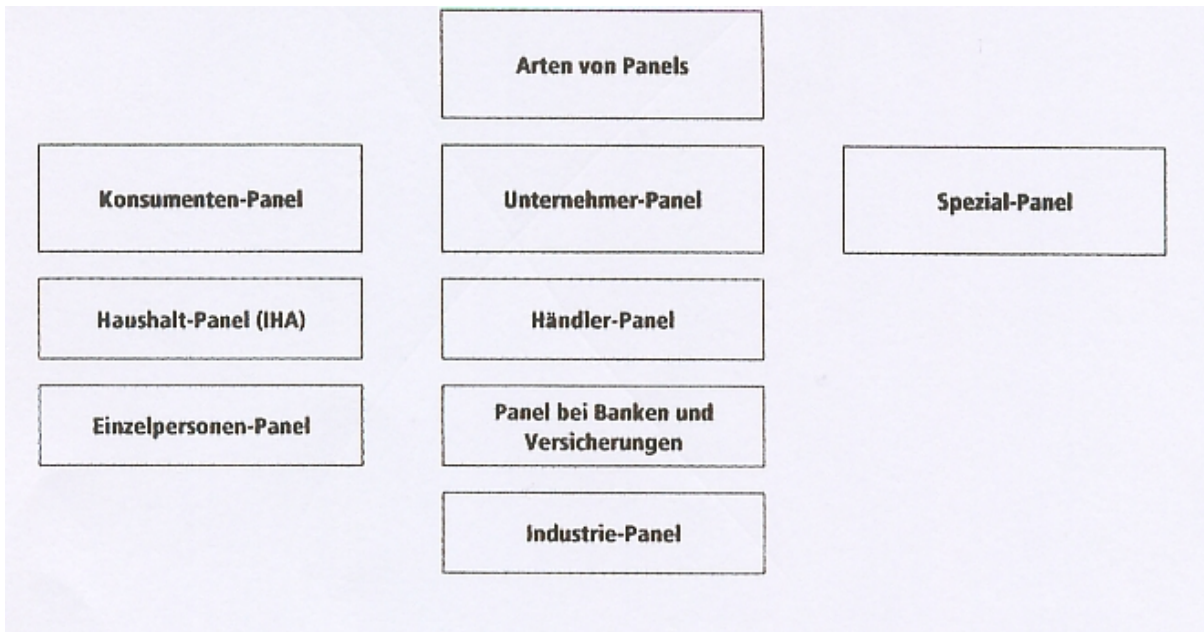 Arten von Panels
Konsumenten-Panel
Unternehmer-Panel
Spezial-Panel
Haushalt-Panel (IHA)
Händler-Panel
Einzelpersonen-Panel
Panel bei Banken und
Versicherungen
Industrie-Panel